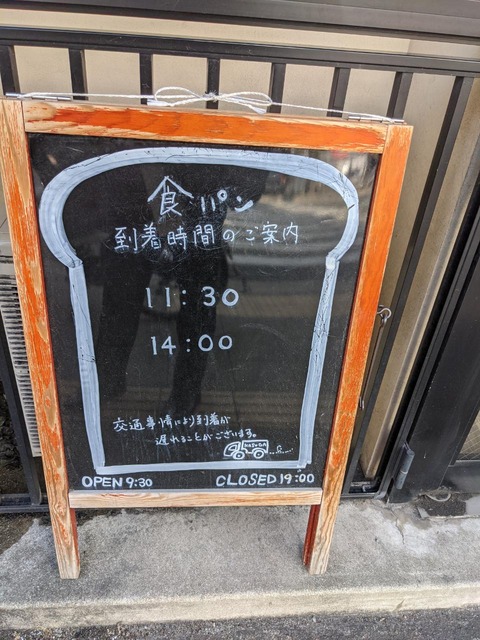 食パン
到着時間のご案内
11:30
14:00
交通事情により到着が
遅れることがございます。
OPEN 9:30 CLOSED 19:00